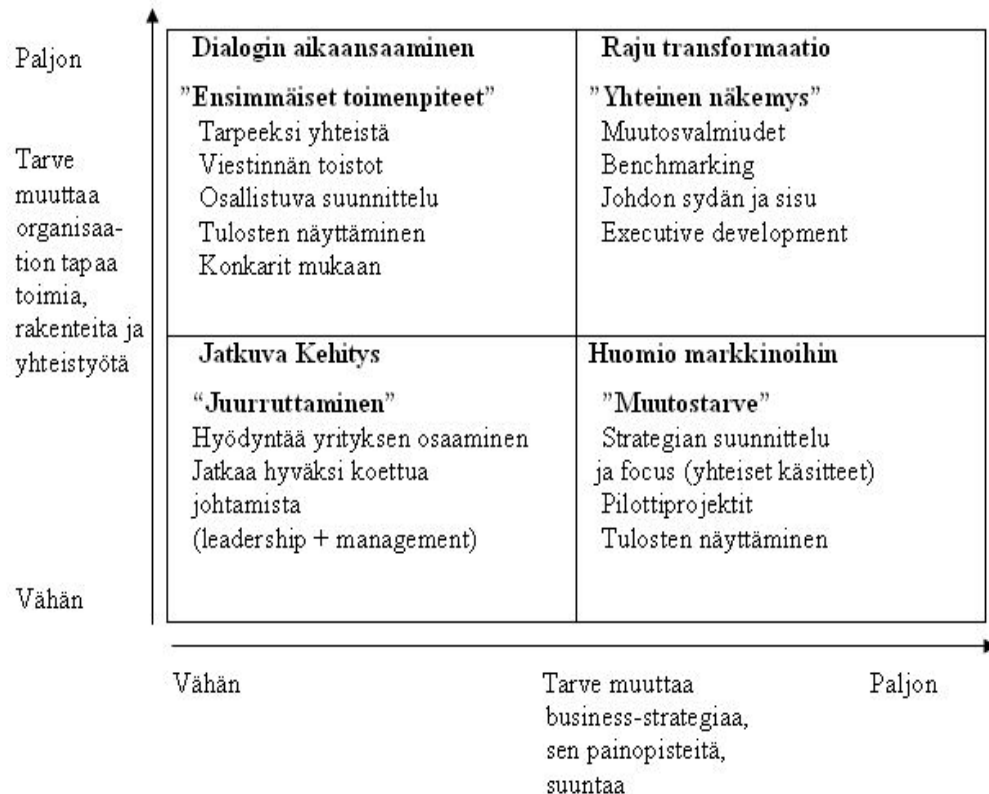 Paljon
Tarve
muuttaa
organisaa-
tion tapaa
toimia,
rakenteita ja
yhteistyötä
Vähän
Dialogin aikaansaaminen
”Ensimmäiset toimenpiteet”
Tarpeeksi yhteistä
Viestinnän toistot
Osallistuva suunnittelu
Tulosten näyttäminen
Konkarit mukaan
Raju transformaatio
”Yhteinen näkemys”
Muutosvalmiudet
Benchmarking
Johdon sydän ja sisu
Executive development
Jatkuva Kehitys
“Juurruttaminen”
Hyödyntää yrityksen osaaminen
Jatkaa hyväksi koettua
johtamista
(leadership + management)
Huomio markkinoihin
”Muutostarve”
Strategian suunnittelu
ja focus (yhteiset käsitteet)
Pilottiprojektit
Tulosten näyttäminen
Vähän
Tarve muuttaa
business-strategiaa,
sen painopisteitä,
suuntaa
Paljon